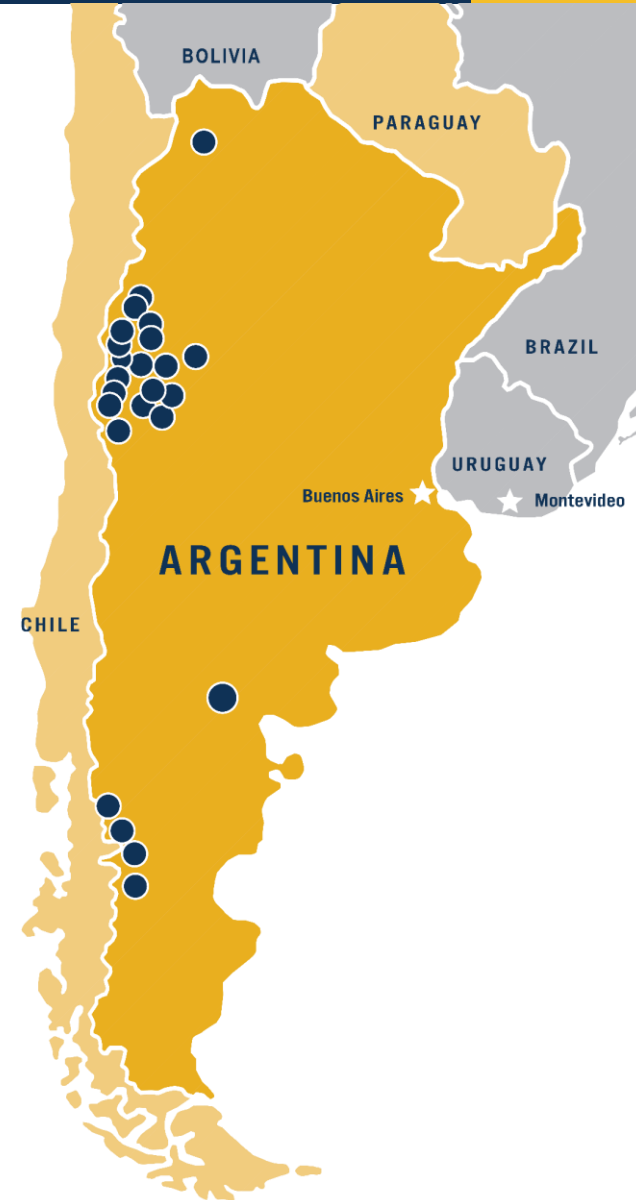 BOLIVIA
PARAGUAY
BRAZIL
URUGUAY
Buenos Aires
Montevideo
ARGENTINA
CHILE